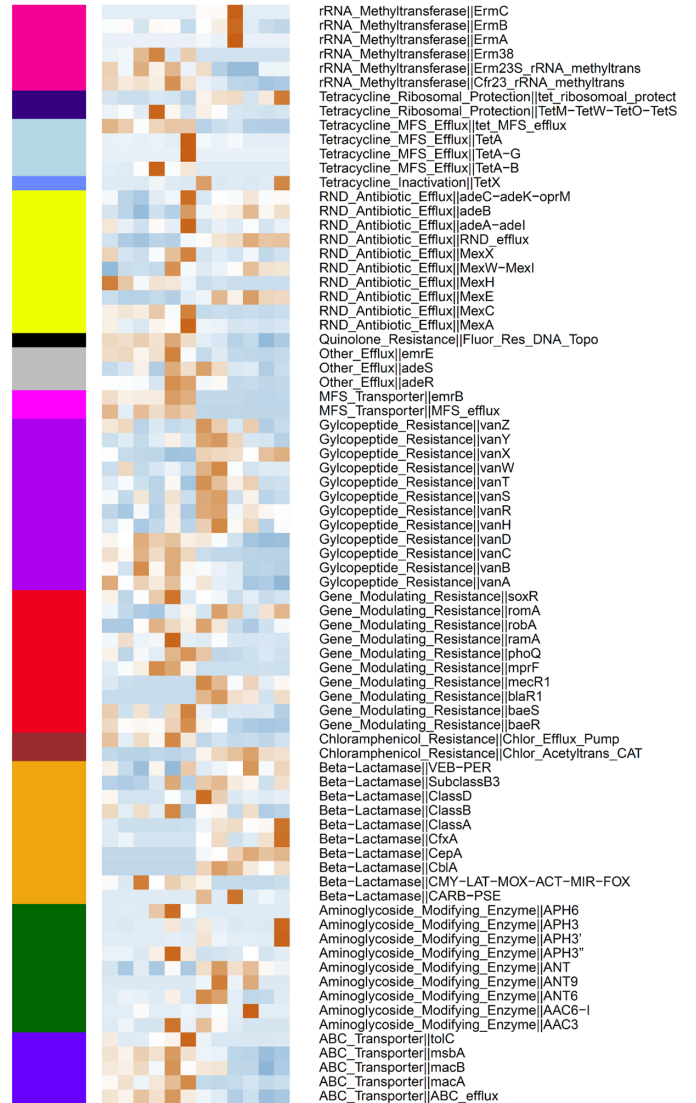 rRNA_Methyltransferase||ErmC
rRNA_Methyltransferase||ErmB
rRNA_Methyltransferase||ErmA
rRNA_Methyltransferase||Erm38
rRNA_Methyltransferase||Erm23S_rRNA_methyltrans
rRNA_Methyltransferase||Cfr23_rRNA_methyltrans
Tetracycline_Ribosomal_Protection||tet_ribosomoal_protect
Tetracycline_Ribosomal_Protection||TetM−TetW−TetO−TetS
Tetracycline_MFS_Efflux||tet_MFS_efflux
Tetracycline_MFS_Efflux||TetA
Tetracycline_MFS_Efflux||TetA−G
Tetracycline_MFS_Efflux||TetA−B
Tetracycline_Inactivation||TetX
RND_Antibiotic_Efflux||adeC−adeK−oprM
RND_Antibiotic_Efflux||adeB
RND_Antibiotic_Efflux||adeA−adeI
RND_Antibiotic_Efflux||RND_efflux
RND_Antibiotic_Efflux||MexX
RND_Antibiotic_Efflux||MexW−MexI
RND_Antibiotic_Efflux||MexH
RND_Antibiotic_Efflux||MexE
RND_Antibiotic_Efflux||MexC
RND_Antibiotic_Efflux||MexA
Quinolone_Resistance||Fluor_Res_DNA_Topo
Other_Efflux||emrE
Other_Efflux||adeS
Other_Efflux||adeR
MFS_Transporter||emrB
MFS_Transporter||MFS_efflux
Gylcopeptide_Resistance||vanZ
Gylcopeptide_Resistance||vanY
Gylcopeptide_Resistance||vanX
Gylcopeptide_Resistance||vanW
Gylcopeptide_Resistance||vanT
Gylcopeptide_Resistance||vanS
Gylcopeptide_Resistance||vanR
Gylcopeptide_Resistance||vanH
Gylcopeptide_Resistance||vanD
Gylcopeptide_Resistance||vanC
Gylcopeptide_Resistance||vanB
Gylcopeptide_Resistance||vanA
Gene_Modulating_Resistance||soxR
Gene_Modulating_Resistance||romA
Gene_Modulating_Resistance||robA
Gene_Modulating_Resistance||ramA
Gene_Modulating_Resistance||phoQ
Gene_Modulating_Resistance||mprF
Gene_Modulating_Resistance||mecR1
Gene_Modulating_Resistance||blaR1
Gene_Modulating_Resistance||baeS
Gene_Modulating_Resistance||baeR
Chloramphenicol_Resistance||Chlor_Efflux_Pump
Chloramphenicol_Resistance||Chlor_Acetyltrans_CAT
Beta−Lactamase||VEB−PER
Beta−Lactamase||SubclassB3
Beta−Lactamase||ClassD
Beta−Lactamase||ClassB
Beta−Lactamase||ClassA
Beta−Lactamase||CfxA
Beta−Lactamase||CepA
Beta−Lactamase||CblA
Beta−Lactamase||CMY−LAT−MOX−ACT−MIR−FOX
Beta−Lactamase||CARB−PSE
Aminoglycoside_Modifying_Enzyme||APH6
Aminoglycoside_Modifying_Enzyme||APH3
Aminoglycoside_Modifying_Enzyme||APH3'
Aminoglycoside_Modifying_Enzyme||APH3"
Aminoglycoside_Modifying_Enzyme||ANT
Aminoglycoside_Modifying_Enzyme||ANT9
Aminoglycoside_Modifying_Enzyme||ANT6
Aminoglycoside_Modifying_Enzyme||AAC6−I
Aminoglycoside_Modifying_Enzyme||AAC3
ABC_Transporter||tolC
ABC_Transporter||msbA
ABC_Transporter||macB
ABC_Transporter||macA
ABC_Transporter||ABC_efflux